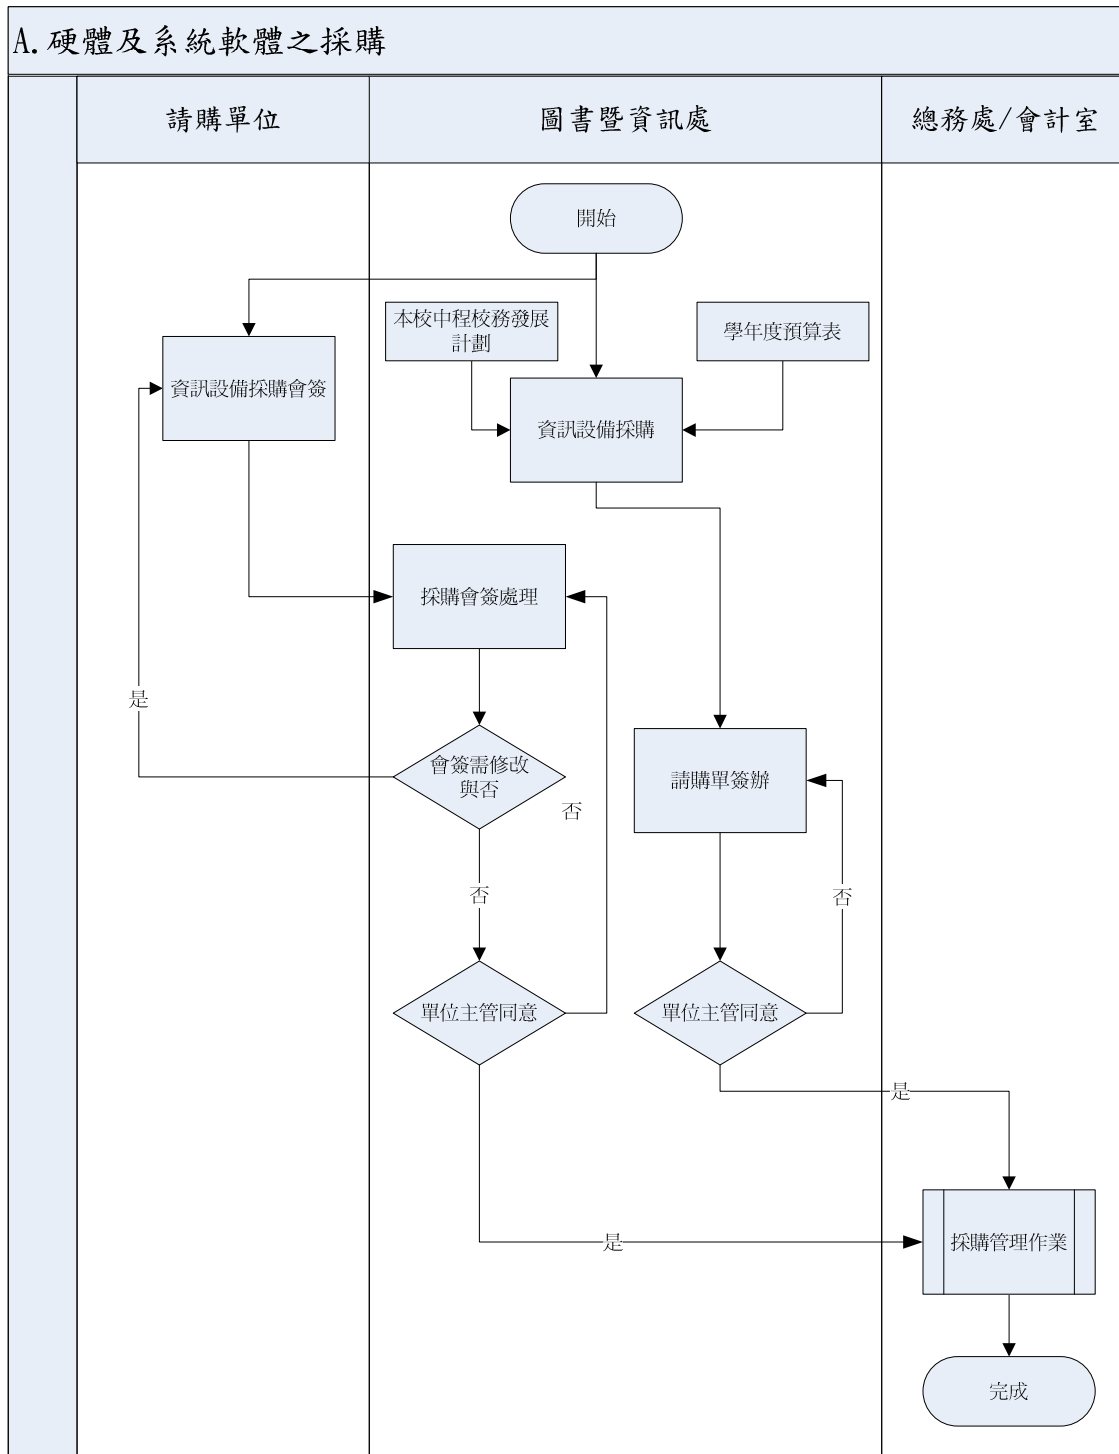 A.硬體及系統軟體之採購
請購單位
圖書暨資訊處
總務處/會計室
開始
本校中程校務發展
計劃
學年度預算表
資訊設備採購會簽
資訊設備採購
採購會簽處理
是
會簽需修改
與否
請購單簽辦
否
否
否
單位主管同意
單位主管同意
是
是
採購管理作業
完成